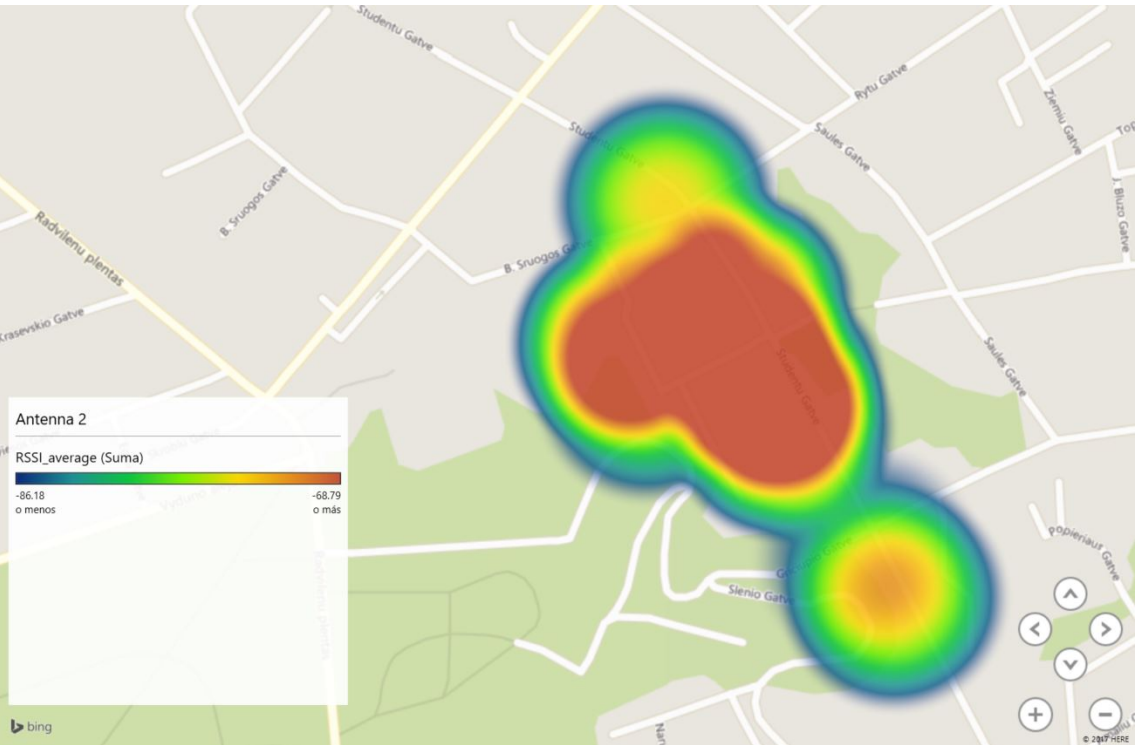 Studentu Gatve
Rytu Gatve
Saules Gatve
Ziemiu Gatve
Studentu Gatve
J. Bluzo Gatve
B. Sruogos Gatve
Radvilenu plentas
B. Sruogos Gatve
Krasevskio Gatve
Saules Gatve
Studentu Gatve
Antenna 2
RSSI_average (Suma)
-86.18
-68.79
o menos
o más
Radvilenu plentas
popieriaus Gatve
Slenio Gatve
bing
© 2017 HERE